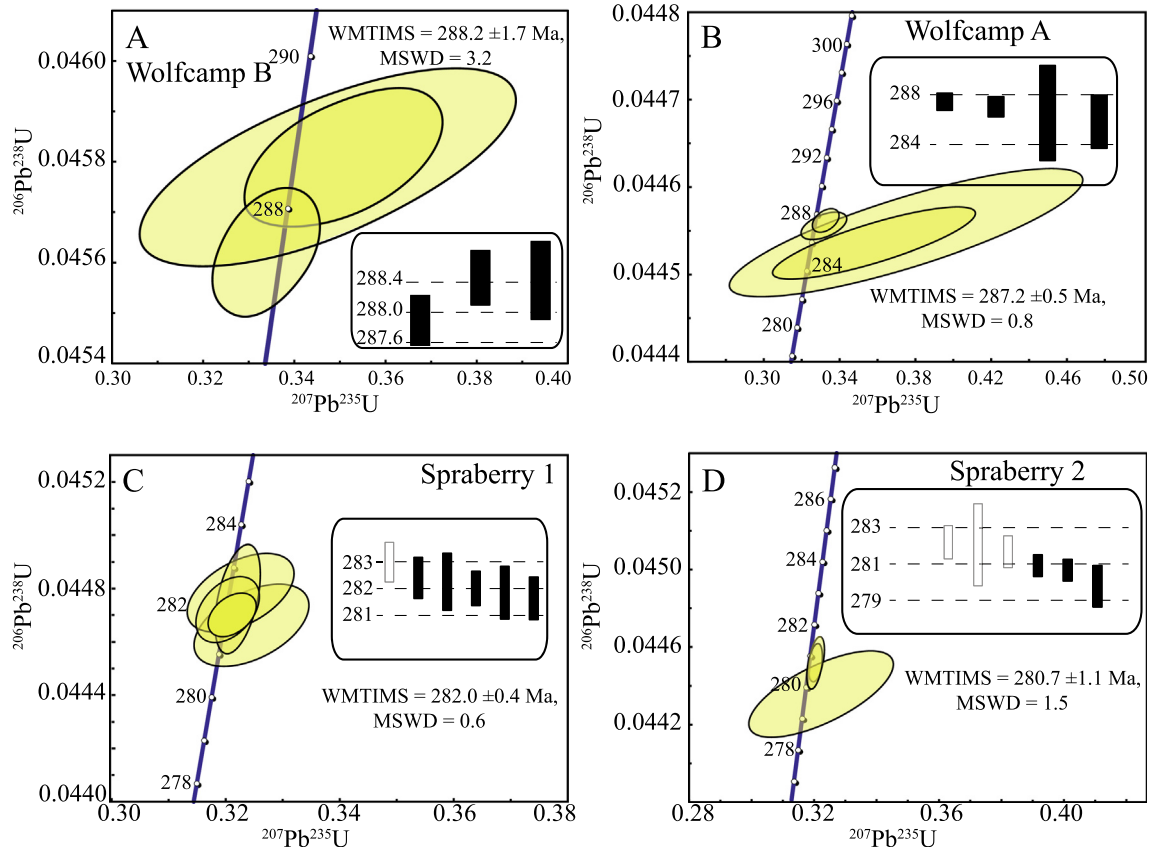 A
Wolfcamp B
WMTIMS = 288.2 ±1.7 Ma,
MSWD = 3.2
290
288
288.4
288.0
287.6
0.0460
0.0458
0.0456
0.0454
206Pb238U
0.30 0.32 0.34 0.36 0.38 0.40
207Pb235U
B
Wolfcamp A
300
296
292
288
284
280
288
284
WMTIMS = 287.2 ±0.5 Ma,
MSWD = 0.8
0.0448
0.0447
0.0446
0.0445
0.0444
206Pb238U
0.30 0.34 0.38 0.42 0.46 0.50
207Pb235U
C
Spraberry 1
284
282
280
278
283
282
281
WMTIMS = 282.0 ±0.4 Ma,
MSWD = 0.6
0.0452
0.0448
0.0444
0.0440
206Pb238U
0.30 0.32 0.34 0.36 0.38
207Pb235U
D
Spraberry 2
286
284
282
280
278
283
281
279
WMTIMS = 280.7 ±1.1 Ma,
MSWD = 1.5
0.0452
0.0450
0.0446
0.0442
206Pb238U
0.28 0.32 0.36 0.40
207Pb235U